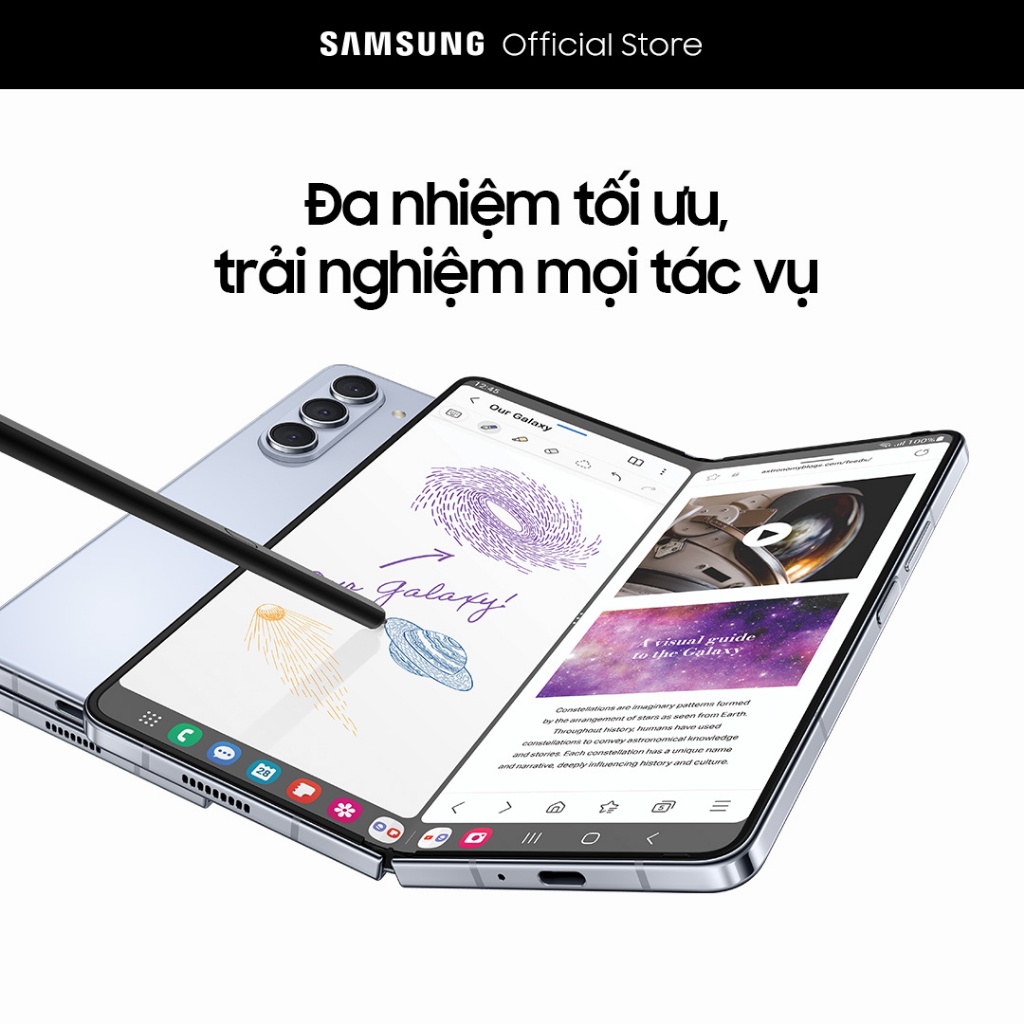 SAMSUNG Official Store
Đa nhiệm tối ưu,
trải nghiệm mọi tác vụ
12:45
Our Galaxy
Galaxy!
28
100%
astronomyblogs.com/feeds/
A visual guide
to the Galaxy
Constellations are imaginary patterns formed
by the arrangement of stars as seen from Earth.
Throughout history, humans have used
constellations to convey astronomical knowledge
and stories. Each constellation has a unique name
and narrative, deeply influencing history and culture.
5